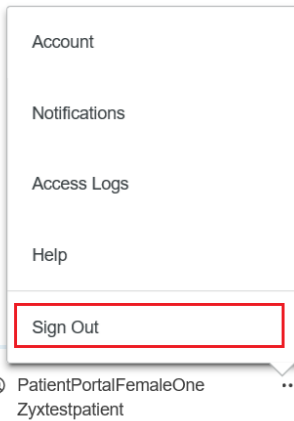 Account
Notifications
Access Logs
Help
Sign Out
PatientPortalFemaleOne
Zyxtestpatient